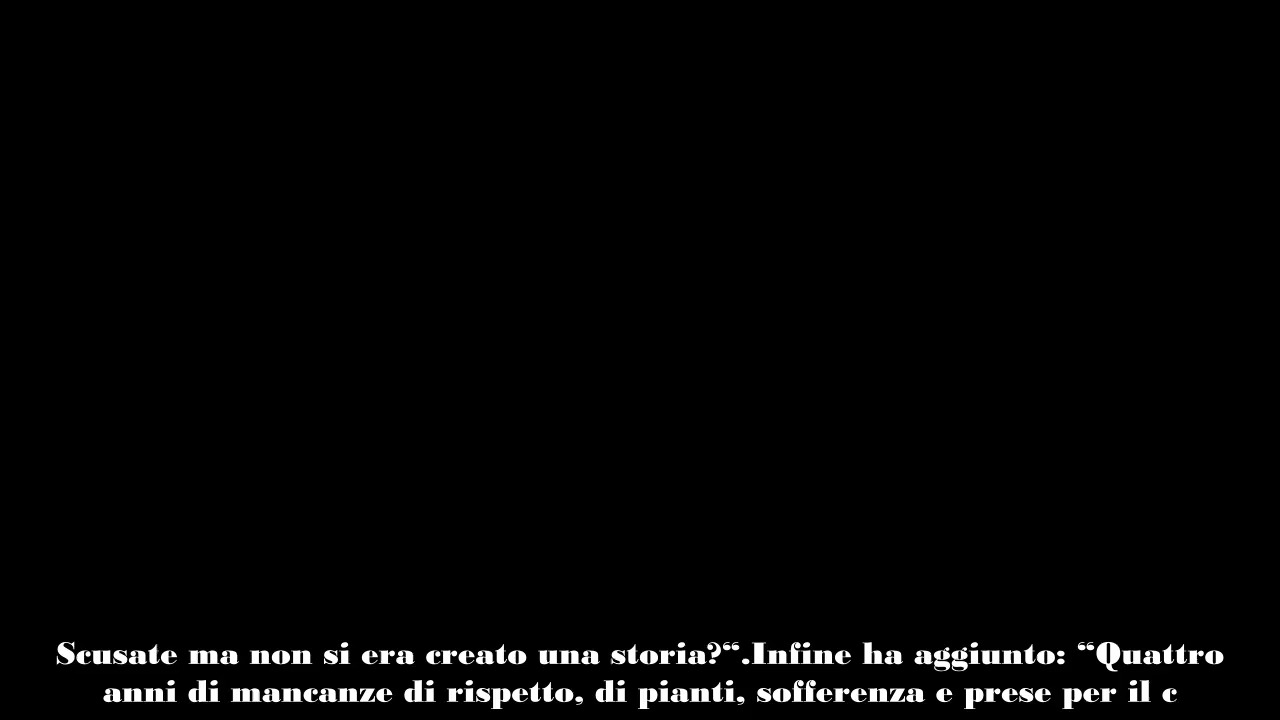 Scusate ma non si era creato una storia?“.Infine ha aggiunto: “Quattro
anni di mancanze di rispetto, di pianti, sofferenza e prese per il c